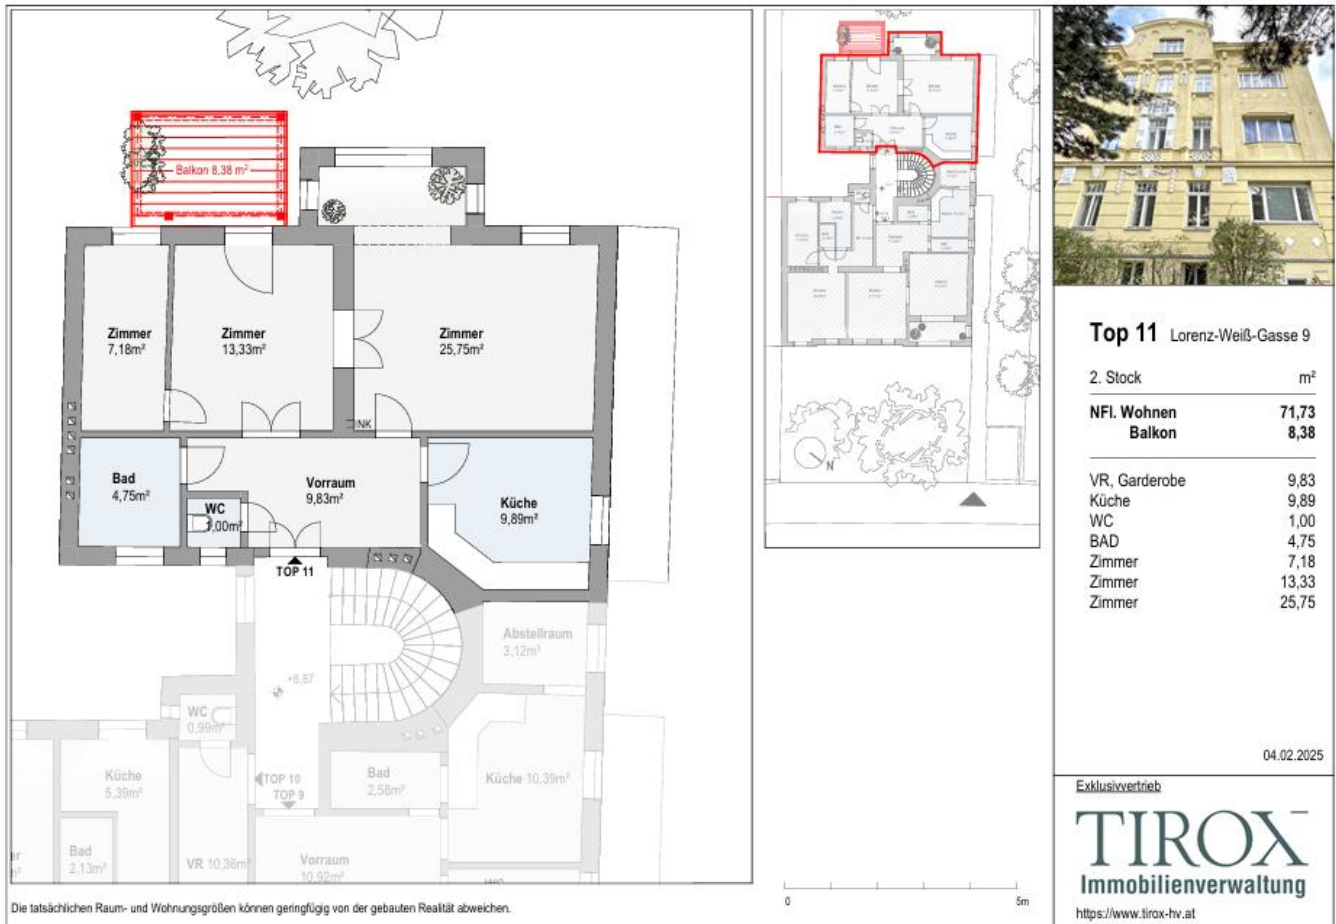 Balkon 8,38 m²
Zimmer
7,18m²
Zimmer
13,33m²
Zimmer
25,75m²
NK
Bad
4,75m²
WC
1,00m²
Vorraum
9,83m²
Küche
9,89m²
TOP 11
Abstellraum
3,12m²
+8,87
WC
0,99m²
Küche
5,39m²
TOP 10
TOP 9
Bad
2,58m²
Küche 10,39m²
Bad
2,13m²
VR 10,36m²
Vorraum
10,92m²
Die tatsächlichen Raum- und Wohnungsgrößen können geringfügig von der gebauten Realität abweichen.
N
0 5m
Top 11 Lorenz-Weiß-Gasse 9
2. Stock m²
NFl. Wohnen 71,73
Balkon 8,38
VR, Garderobe 9,83
Küche 9,89
WC 1,00
BAD 4,75
Zimmer 7,18
Zimmer 13,33
Zimmer 25,75
04.02.2025
Exklusivvertrieb
TIROX
Immobilienverwaltung
https://www.tirox-hv.at